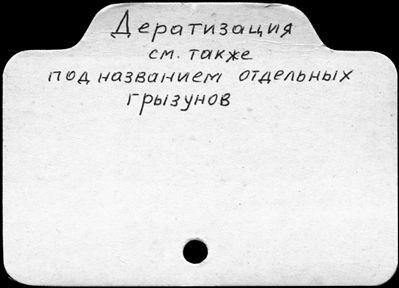 Дератизация
см. также
под названием отдельных
грызунов